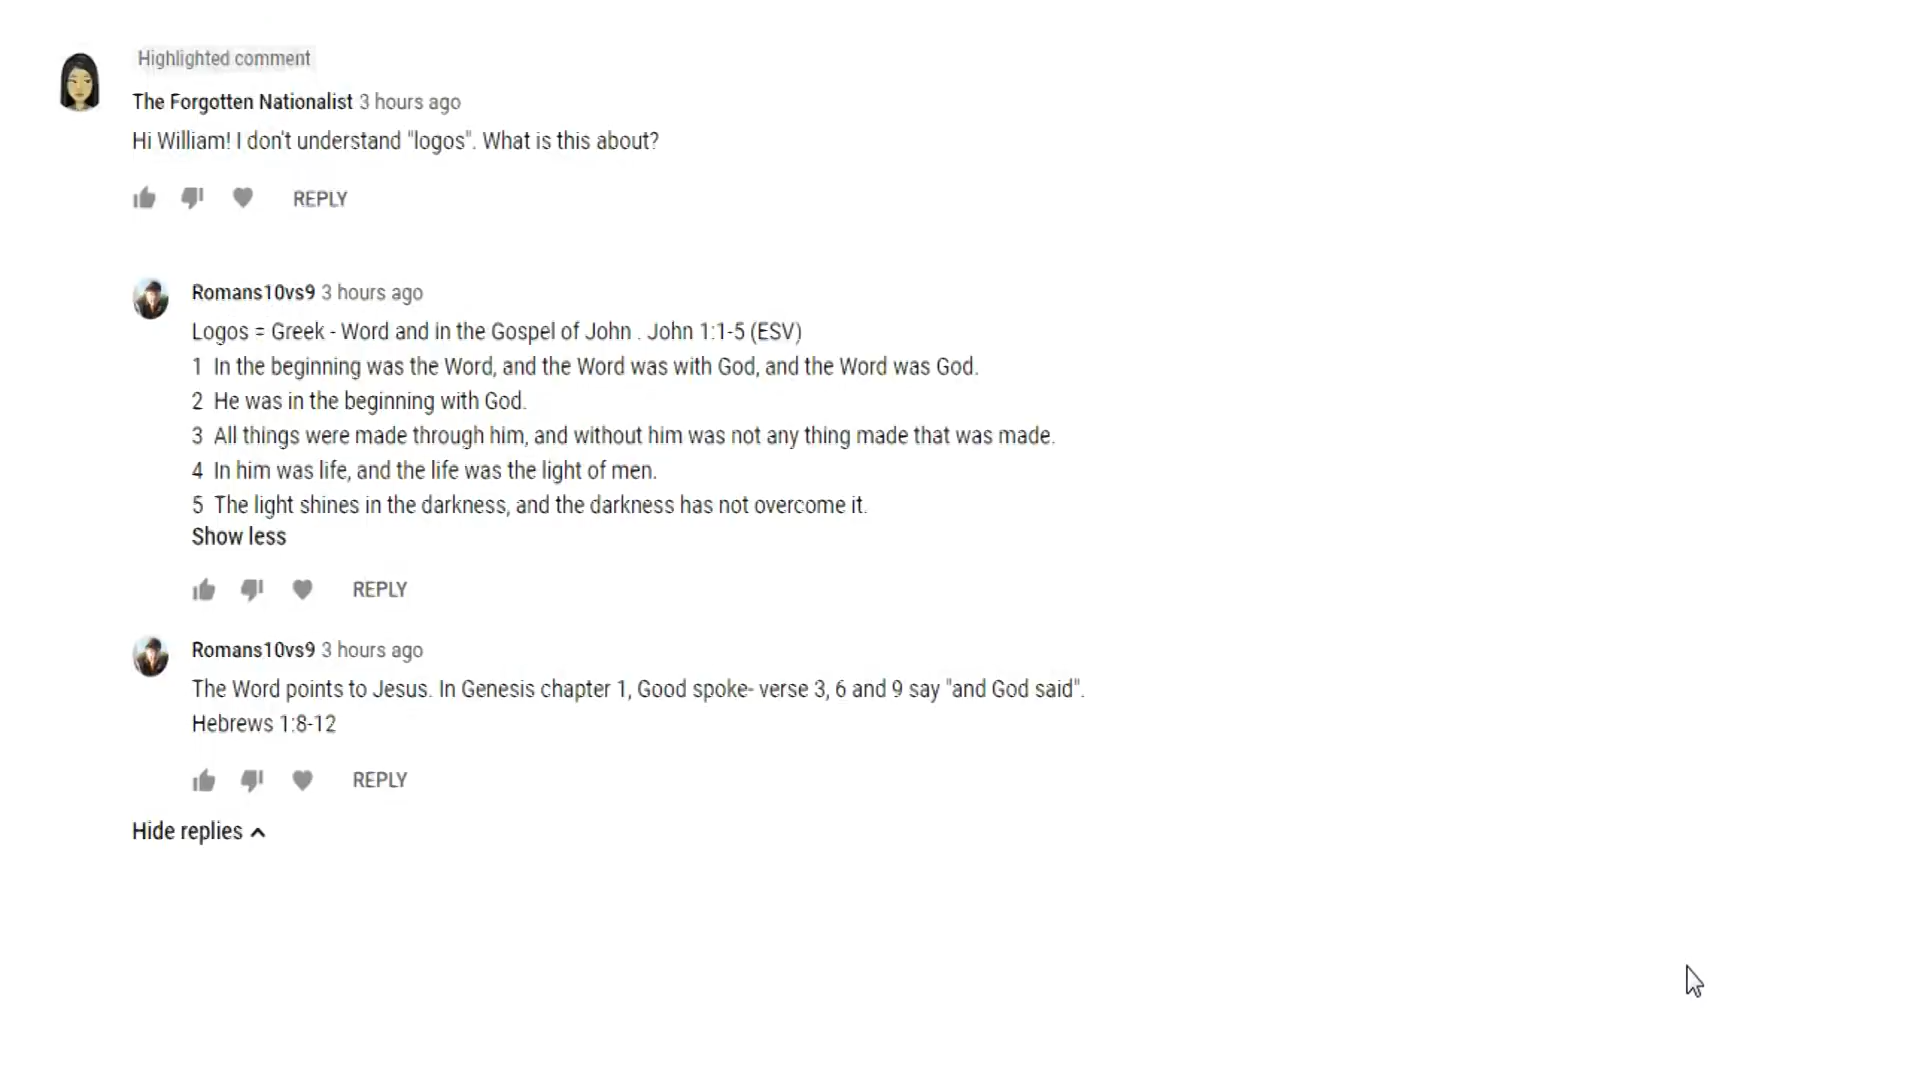 Highlighted comment
The Forgotten Nationalist 3 hours ago
Hi William! I don't understand "logos". What is this about?
REPLY
Romans10vs9 3 hours ago
Logos = Greek - Word and in the Gospel of John . John 1:1-5 (ESV)
1 In the beginning was the Word, and the Word was with God, and the Word was God.
2 He was in the beginning with God.
3 All things were made through him, and without him was not any thing made that was made.
4 In him was life, and the life was the light of men.
5 The light shines in the darkness, and the darkness has not overcome it.
Show less
REPLY
Romans10vs9 3 hours ago
The Word points to Jesus. In Genesis chapter 1, Good spoke- verse 3, 6 and 9 say "and God said".
Hebrews 1:8-12
REPLY
Hide replies